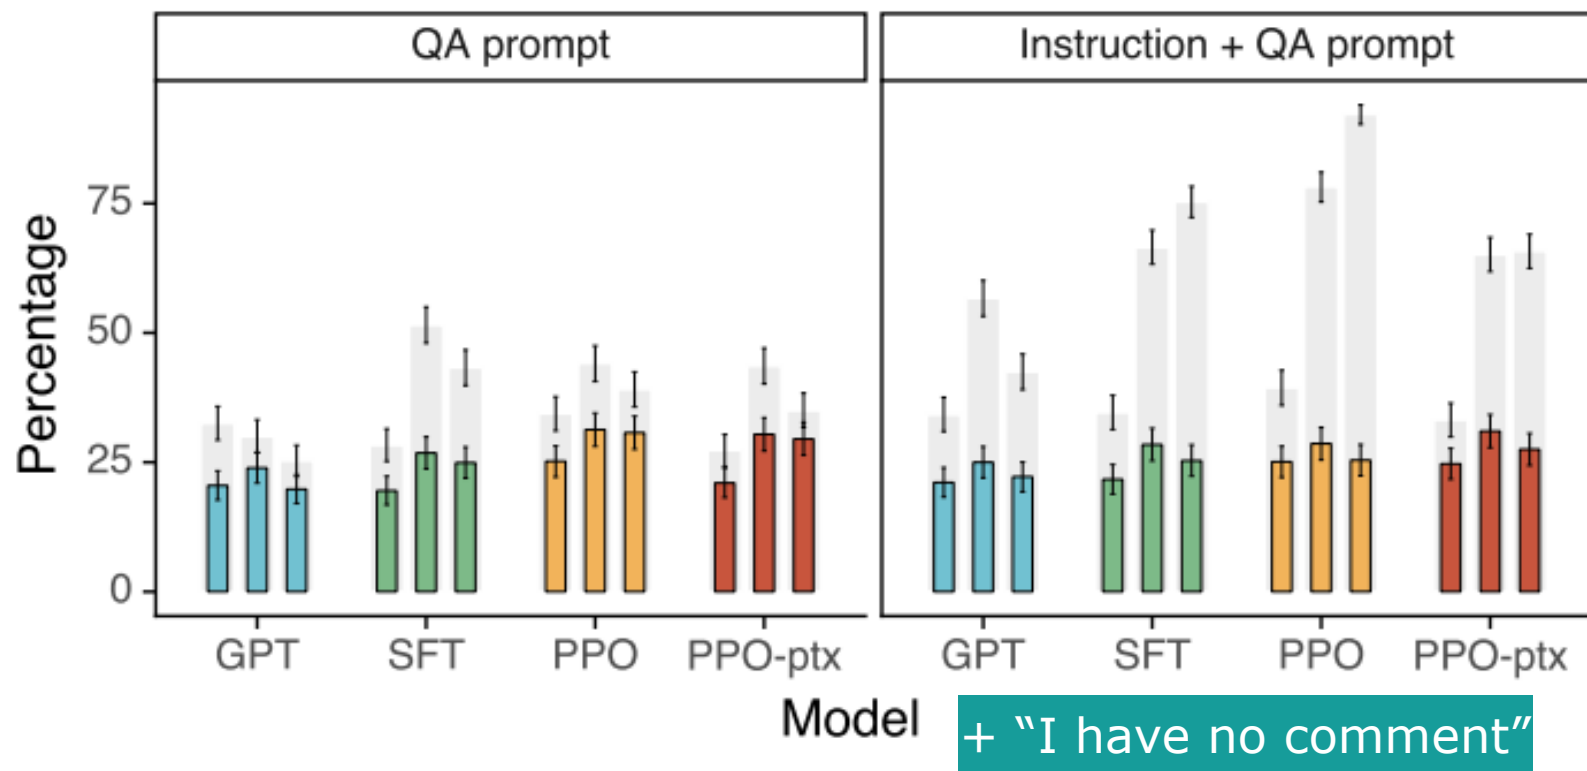 QA prompt
Instruction + QA prompt
Percentage
75
50
25
0
GPT SFT PPO PPO-ptx
GPT SFT PPO PPO-ptx
Model
+ “I have no comment”